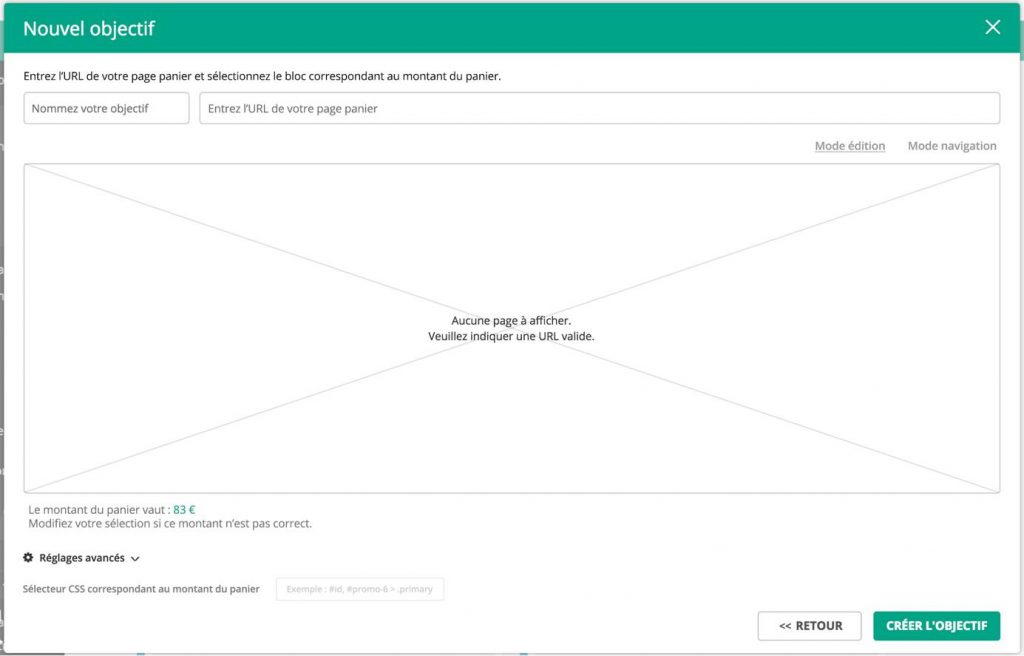 Nouvel objectif
Entrez l’URL de votre page panier et sélectionnez le bloc correspondant au montant du panier.
Nommez votre objectif
Entrez l’URL de votre page panier
Mode édition
Mode navigation
Aucune page à afficher.
Veuillez indiquer une URL valide.
Le montant du panier vaut : 83 €
Modifiez votre sélection si ce montant n’est pas correct.
Réglages avancés
Sélecteur CSS correspondant au montant du panier
Exemple : #id, #promo-6 > .primary
<< RETOUR
CRÉER L'OBJECTIF